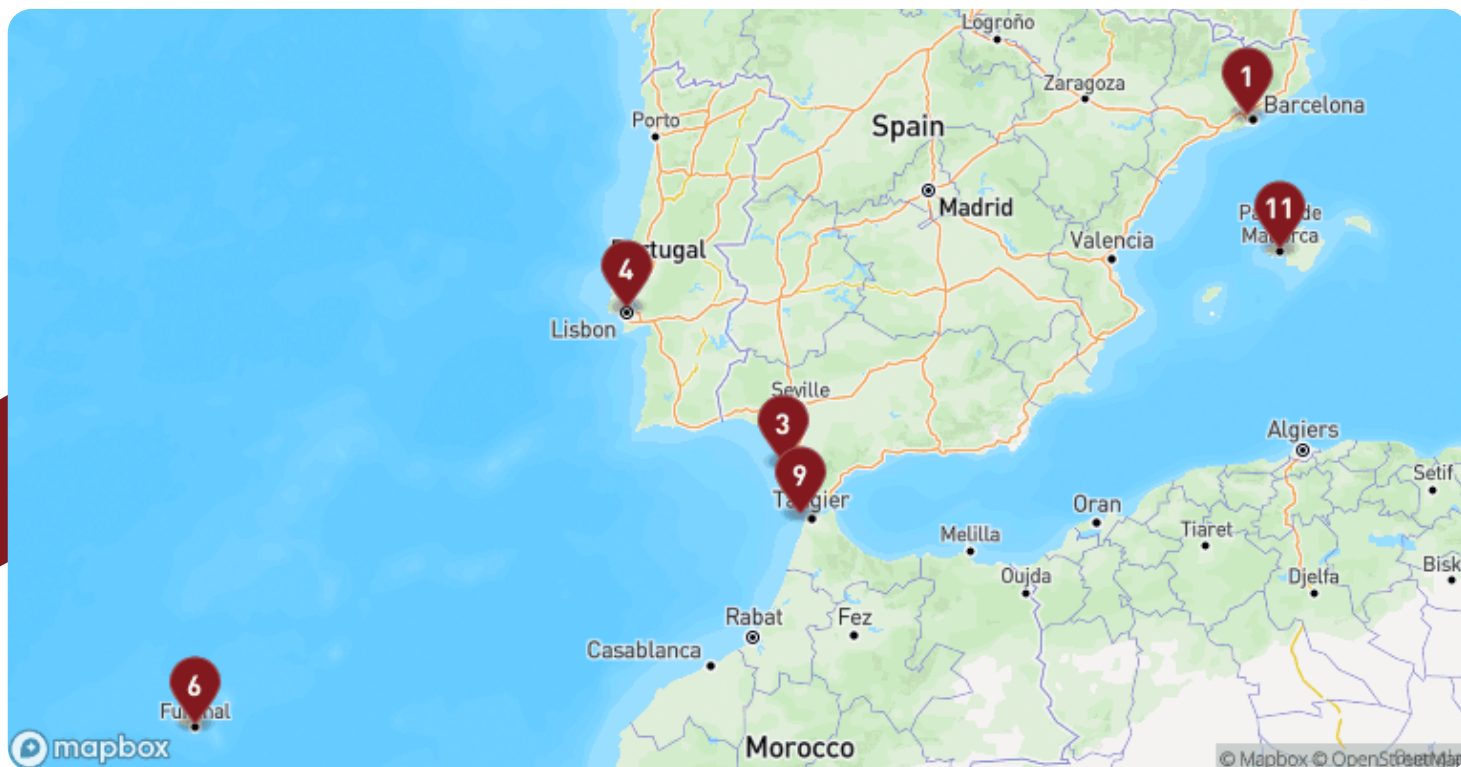 Logroño
1
Zaragoza
Barcelona
Porto
Spain
Madrid
11
Valencia
4
Lisbon
Seville
3
Algiers
9
Setif
Oran
Melilla
Tiaret
Oujda
Djelfa
Rabat
Fez
Casablanca
6
mapbox
Morocco
© Mapbox ©